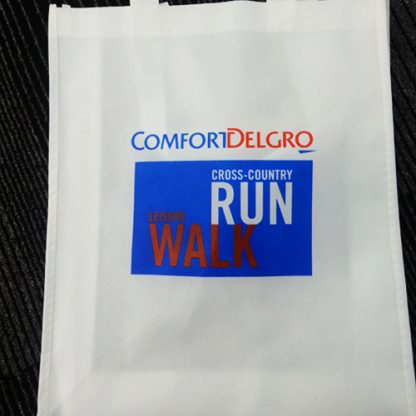 COMFORTDELGRO
CROSS-COUNTRY
RUN
LEISURE
WALK